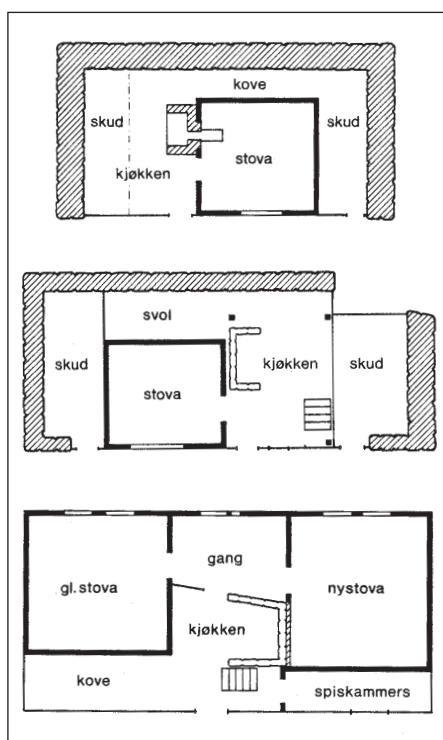 kove
skud
skud
stova
kjøkken
svol
skud
kjøkken
skud
stova
gang
gl. stova
nystova
kjøkken
kove
spiskammers